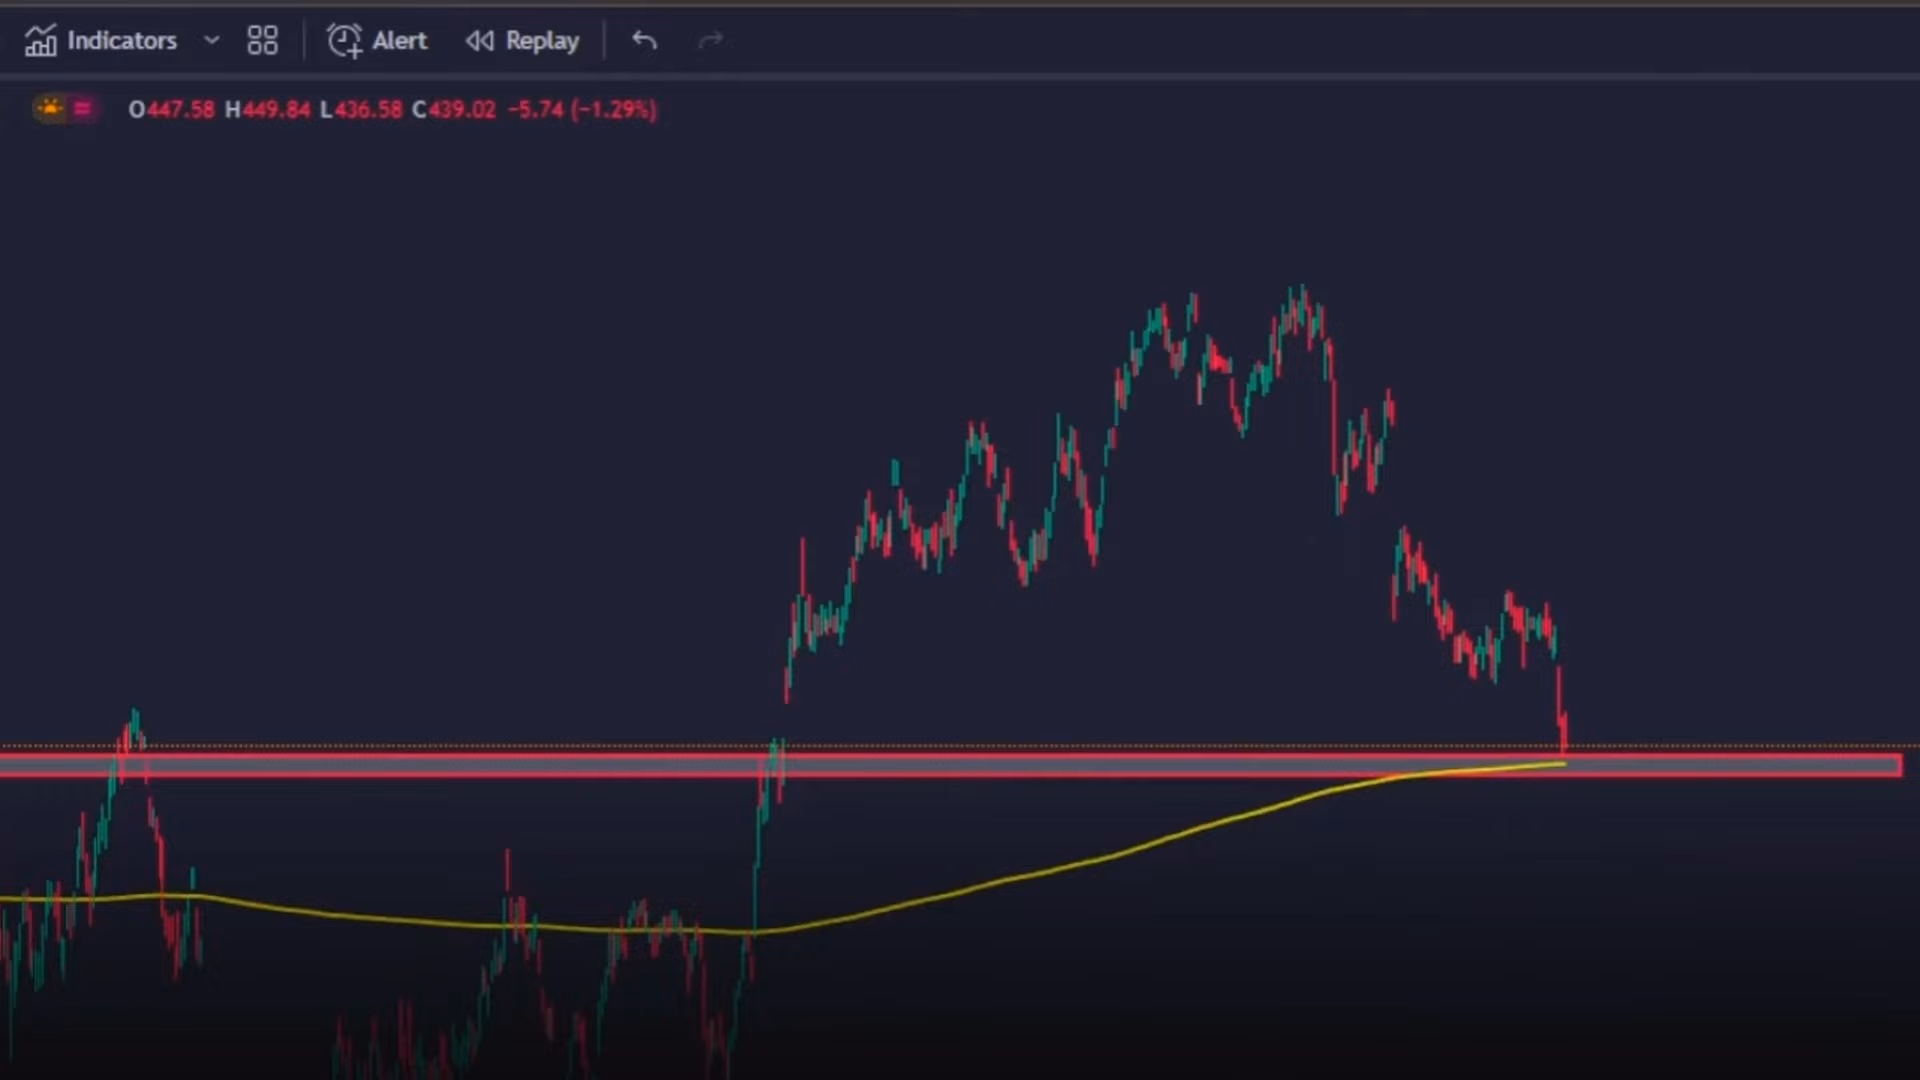 Indicators Alert Replay
O447.58 H449.84 L436.58 C439.02 −5.74 (−1.29%)